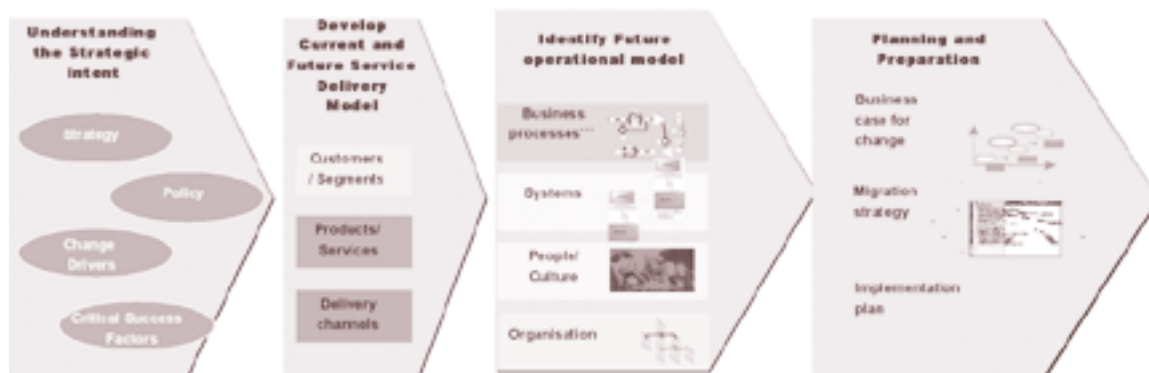 Understanding
the Strategic
Intent
Strategy
Policy
Change
Drivers
Critical Success
Factors
Develop
Current and
Future Service
Delivery
Model
Customers
/ Segments
Products/
Services
Delivery
channels
Identify Future
operational model
Business
processes...
Systems
People/
Culture
Organisation
Planning and
Preparation
Business
case for
change
Migration
strategy
Implementation
plan